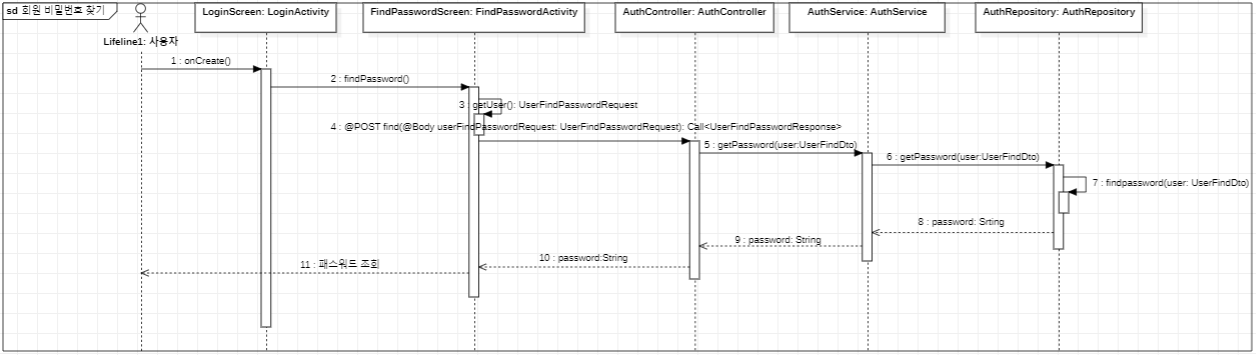 sd 회원 비밀번호 찾기
LoginScreen: LoginActivity
FindPasswordScreen: FindPasswordActivity
AuthController: AuthController
AuthService: AuthService
AuthRepository: AuthRepository
Lifeline1: 사용자
1 : onCreate()
2 : findPassword()
3 : getUser(): UserFindPasswordRequest
4 : @POST find(@Body userFindPasswordRequest: UserFindPasswordRequest): Call<UserFindPasswordResponse>
5 : getPassword(user:UserFindDto)
6 : getPassword(user:UserFindDto)
7 : findpassword(user: UserFindDto)
8 : password: Srting
9 : password: String
10 : password:String
11 : 패스워드 조회